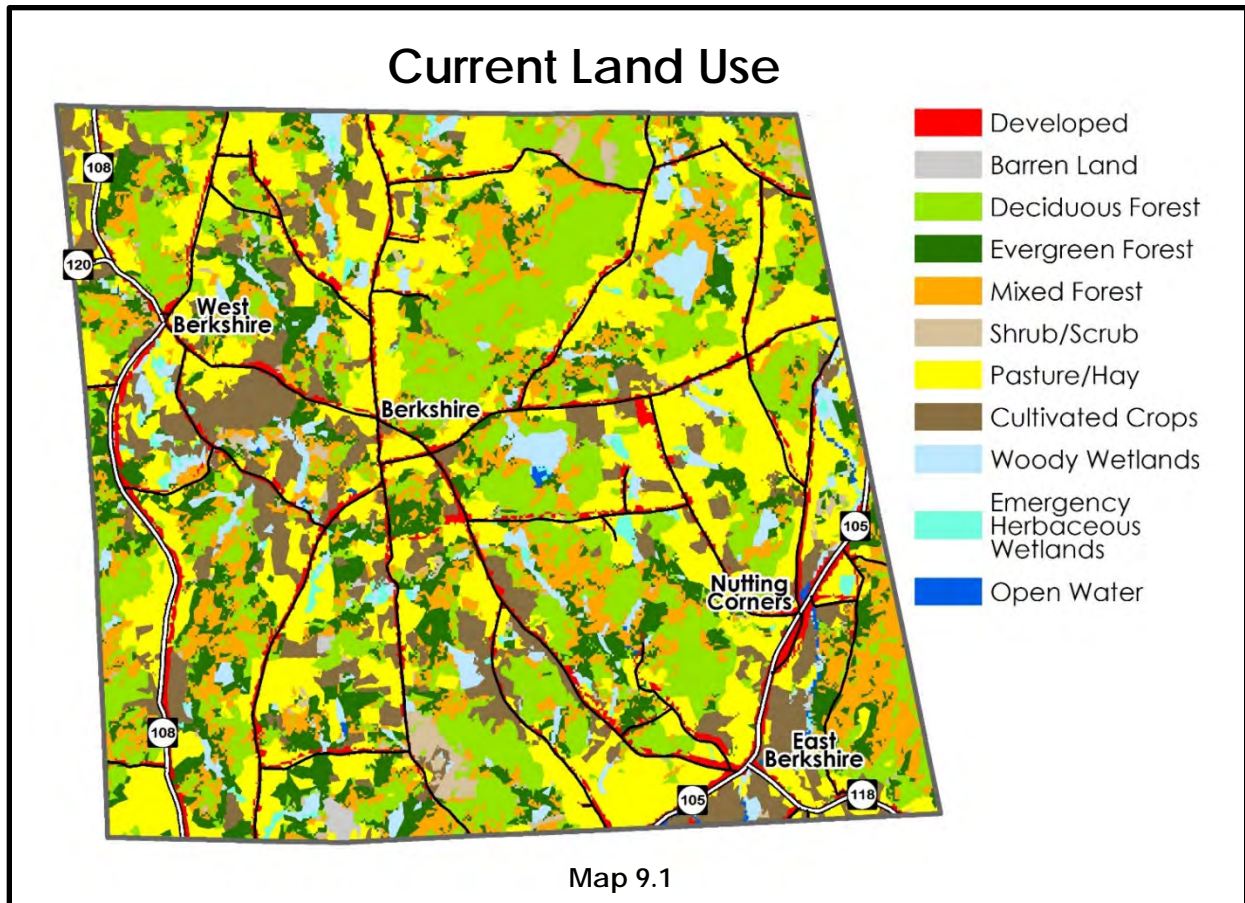 Current Land Use
108
120
West
Berkshire
Berkshire
105
Nutting
Corners
108
East
Berkshire
105
118
Developed
Barren Land
Deciduous Forest
Evergreen Forest
Mixed Forest
Shrub/Scrub
Pasture/Hay
Cultivated Crops
Woody Wetlands
Emergency
Herbaceous
Wetlands
Open Water
Map 9.1